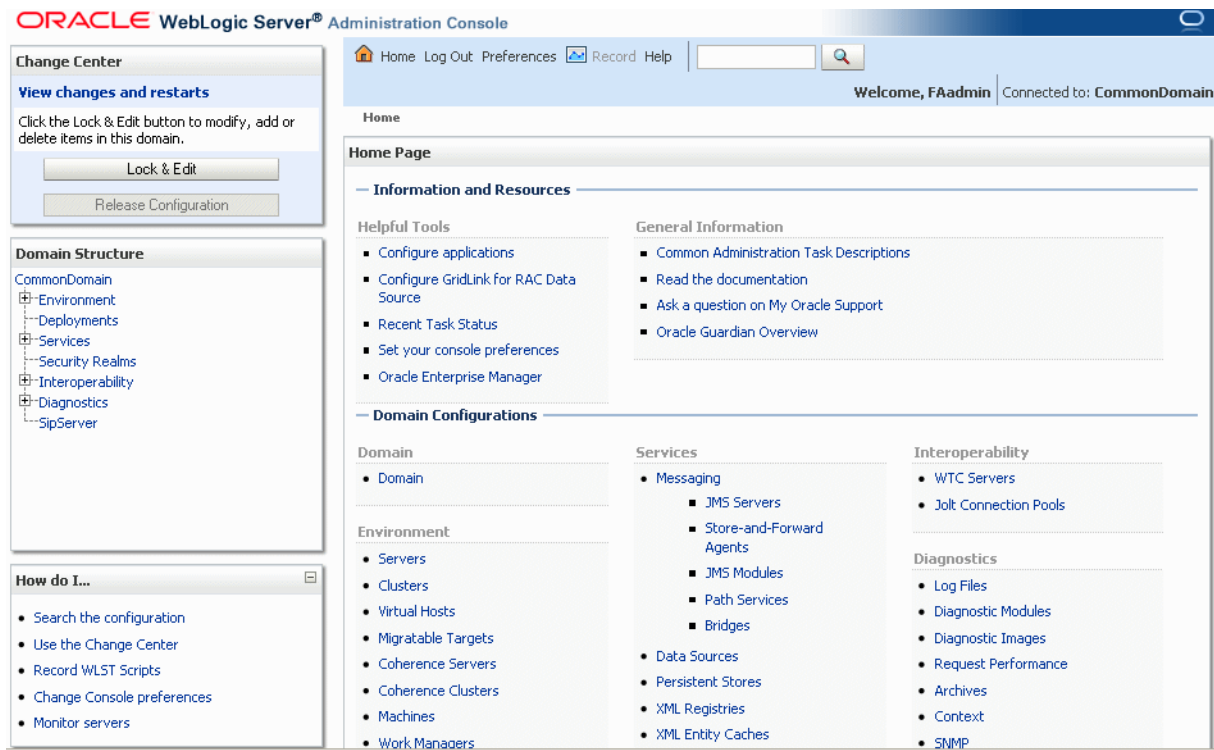 ORACLE WebLogic Server® Administration Console
Change Center
View changes and restarts
Click the Lock & Edit button to modify, add or
delete items in this domain.
Lock & Edit
Release Configuration
Domain Structure
CommonDomain
Environment
Deployments
Services
Security Realms
Interoperability
Diagnostics
SipServer
How do I...
Search the configuration
Use the Change Center
Record WLST Scripts
Change Console preferences
Monitor servers
Home Log Out Preferences Record Help
Welcome, FAadmin Connected to: CommonDomain
Home
Home Page
Information and Resources
Helpful Tools
Configure applications
Configure GridLink for RAC Data
Source
Recent Task Status
Set your console preferences
Oracle Enterprise Manager
General Information
Common Administration Task Descriptions
Read the documentation
Ask a question on My Oracle Support
Oracle Guardian Overview
Domain Configurations
Domain
Domain
Environment
Servers
Clusters
Virtual Hosts
Migratable Targets
Coherence Servers
Coherence Clusters
Machines
Work Managers
Services
Messaging
JMS Servers
Store-and-Forward
Agents
JMS Modules
Path Services
Bridges
Data Sources
Persistent Stores
XML Registries
XML Entity Caches
Interoperability
WTC Servers
Jolt Connection Pools
Diagnostics
Log Files
Diagnostic Modules
Diagnostic Images
Request Performance
Archives
Context
SNMP